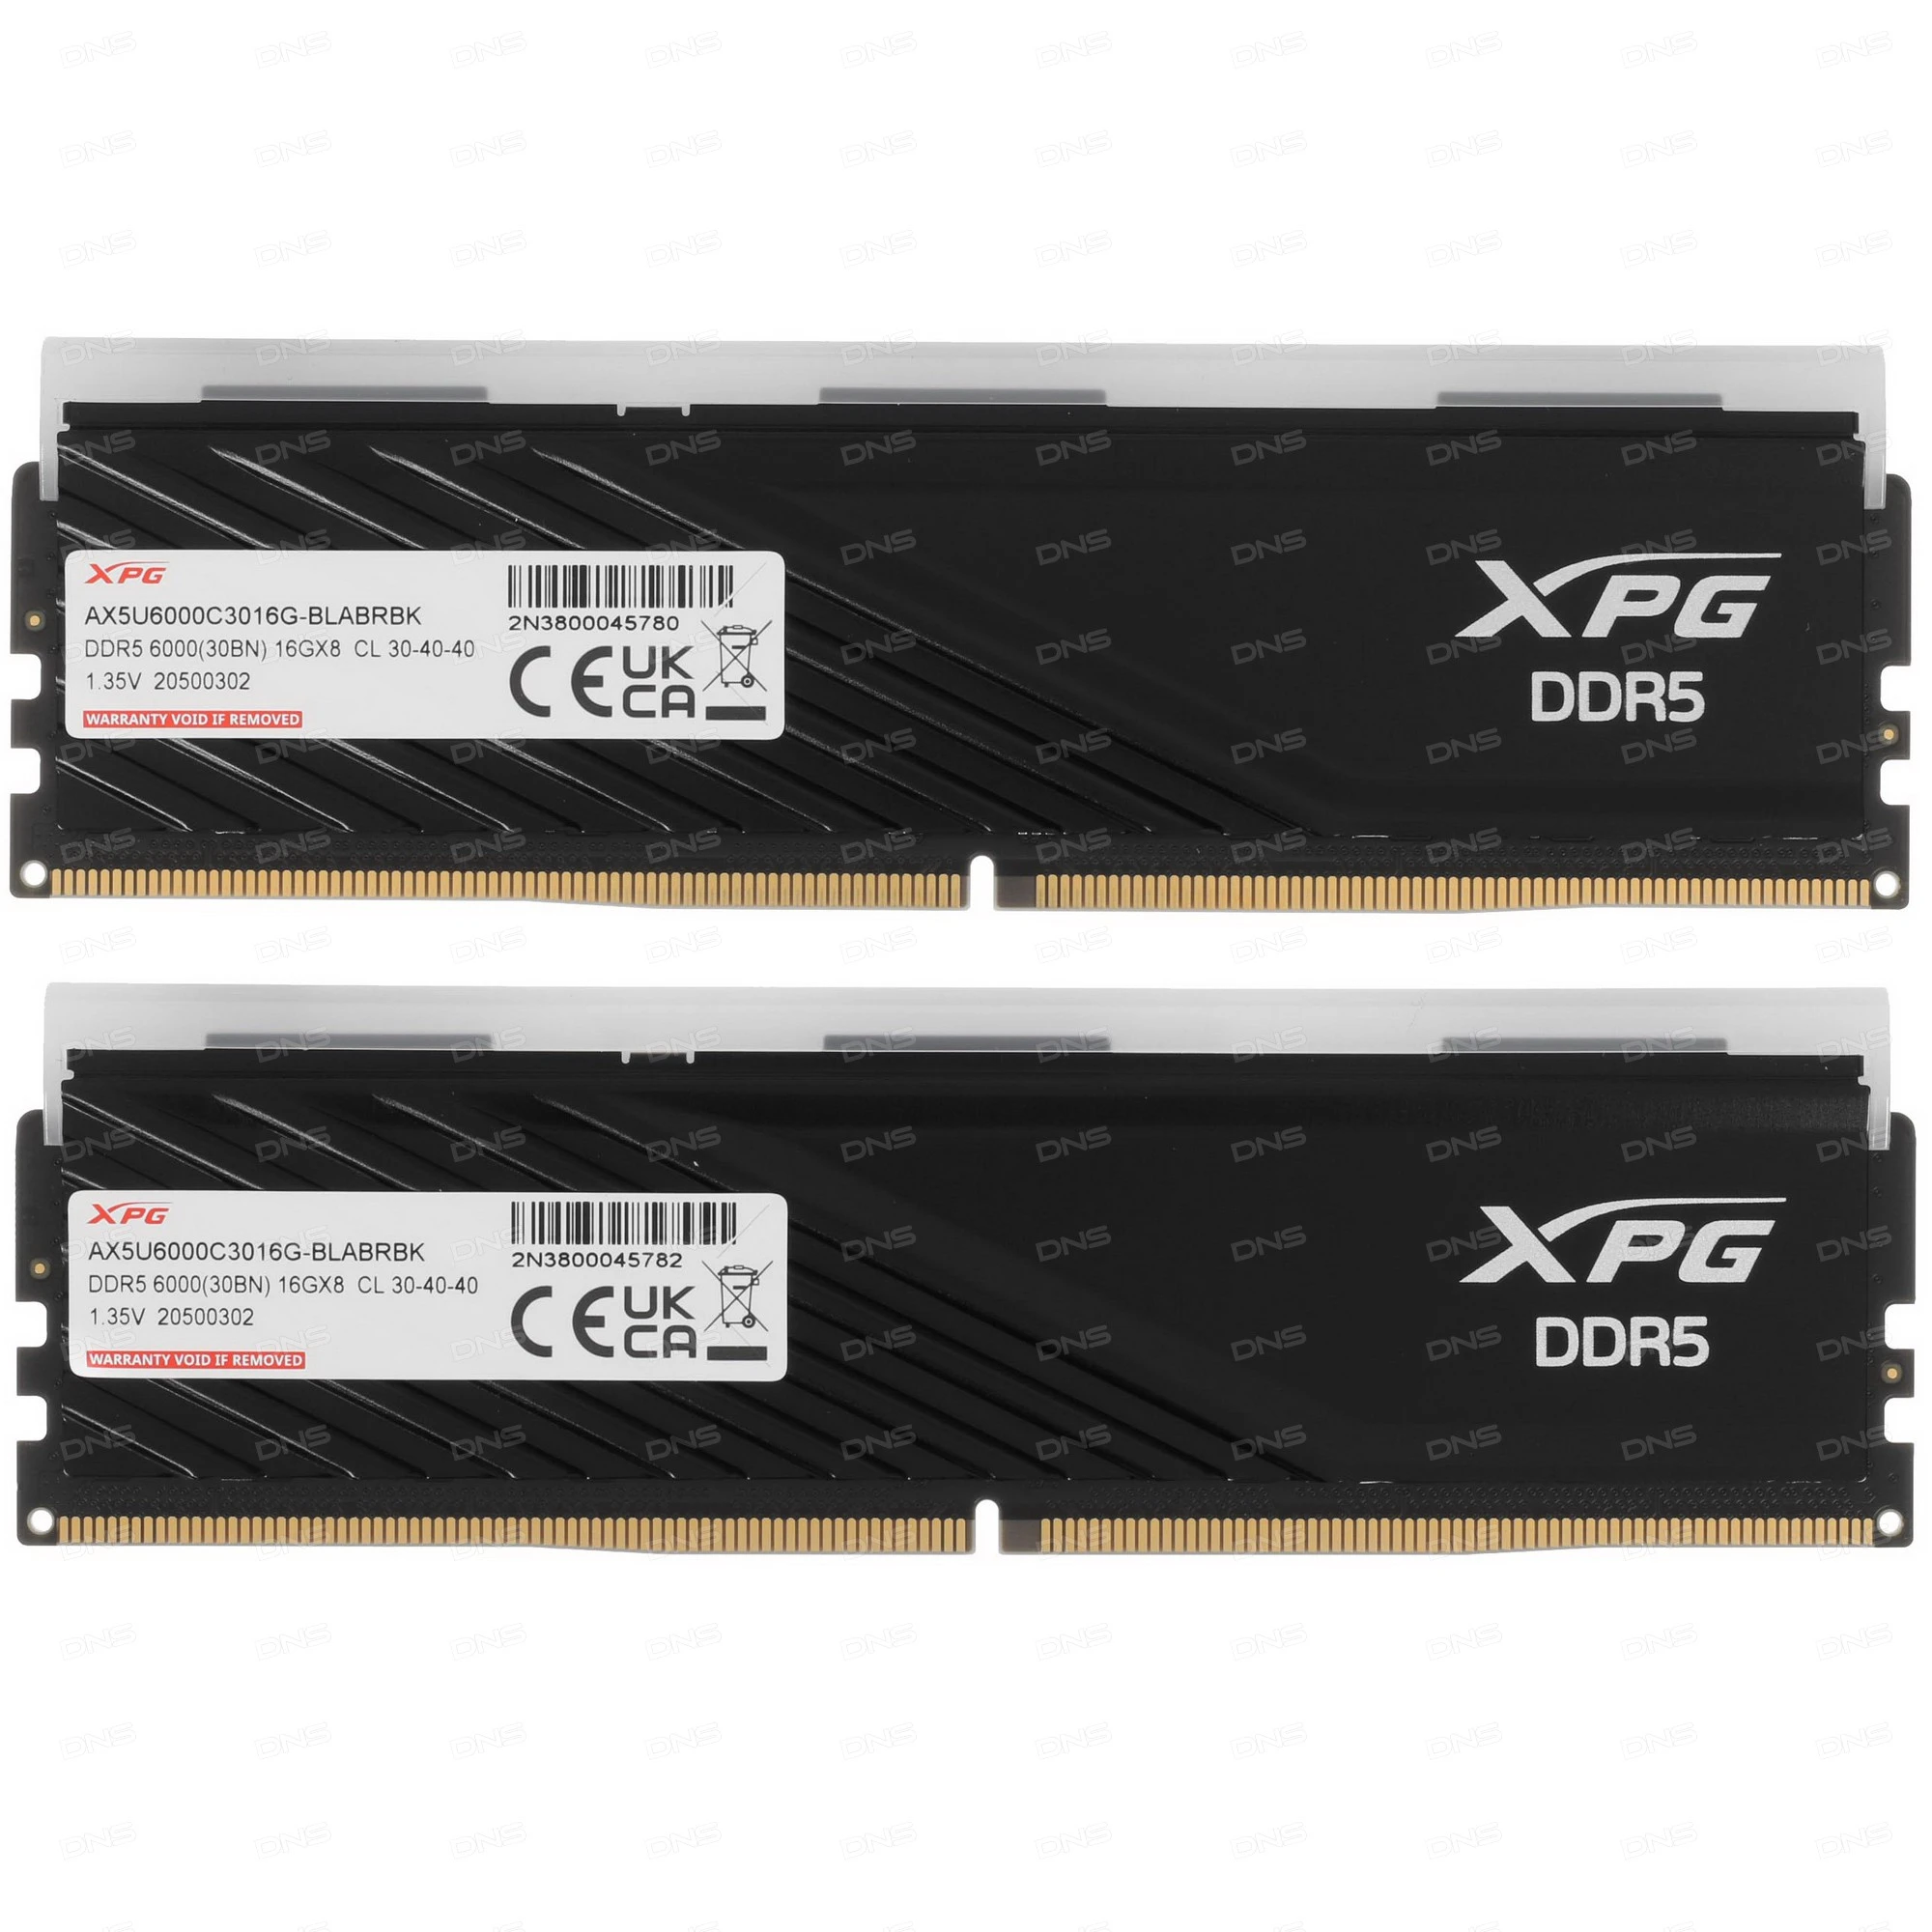 XPG
AX5U6000C3016G-BLABRBK
DDR5 6000(30BN) 16GX8 CL 30-40-40
1.35V 20500302
WARRANTY VOID IF REMOVED
2N3800045780
CE UK
CA
XPG
DDR5
XPG
AX5U6000C3016G-BLABRBK
DDR5 6000(30BN) 16GX8 CL 30-40-40
1.35V 20500302
WARRANTY VOID IF REMOVED
2N3800045782
CE UK
CA
XPG
DDR5
DNS